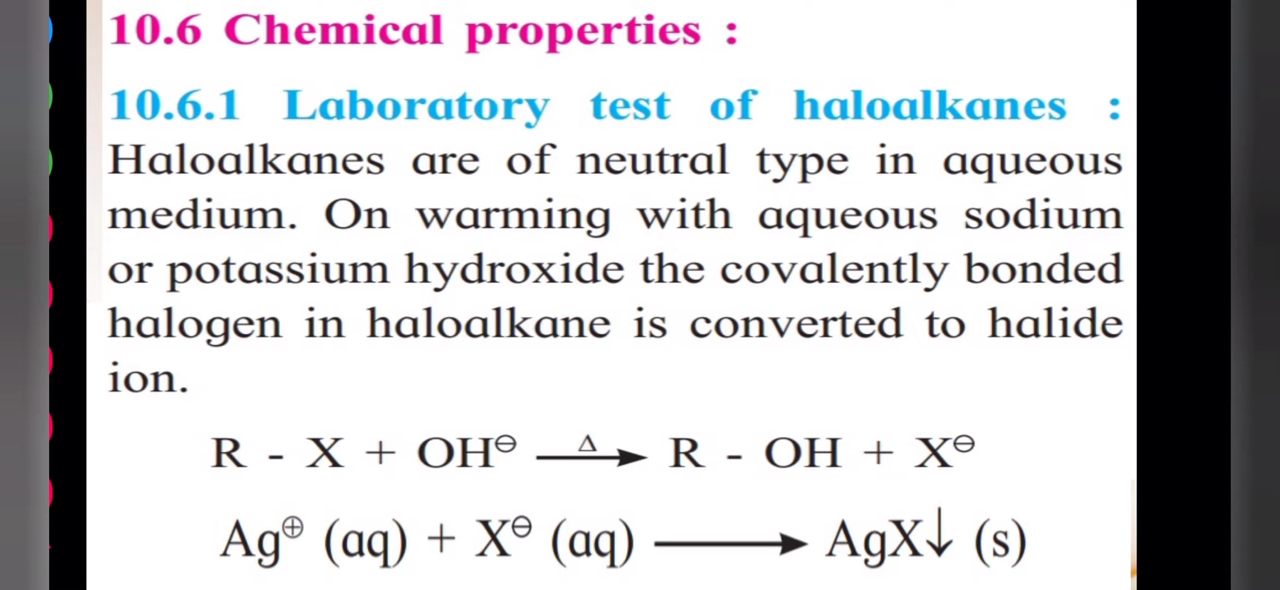 10.6 Chemical properties :
10.6.1 Laboratory test of haloalkanes :
Haloalkanes are of neutral type in aqueous
medium. On warming with aqueous sodium
or potassium hydroxide the covalently bonded
halogen in haloalkane is converted to halide
ion.
R - X + OH⊖ —Δ→ R - OH + X⊖
Ag⊕ (aq) + X⊖ (aq) ⟶ AgX↓ (s)